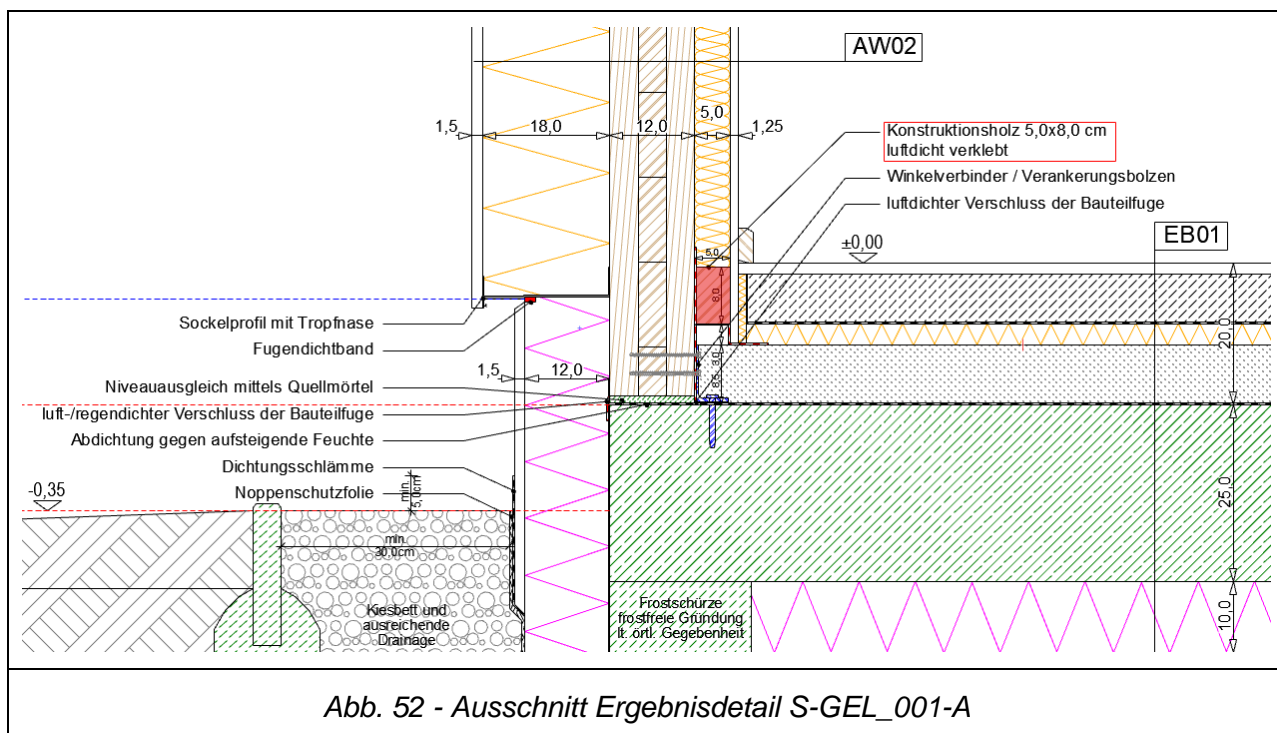 AW02
1,5
18,0
12,0
5,0
1,25
Konstruktionsholz 5,0x8,0 cm
luftdicht verklebt
Winkelverbinder / Verankerungsbolzen
luftdichter Verschluss der Bauteilfuge
±0,00
EB01
5,0
8,0
3,0
8,5
20,0
Sockelprofil mit Tropfnase
Fugendichtband
1,5
12,0
Niveauausgleich mittels Quellmörtel
luft-/regendichter Verschluss der Bauteilfuge
Abdichtung gegen aufsteigende Feuchte
Dichtungsschlämme
Noppenschutzfolie
min.
5,0cm
-0,35
min.
30,0cm
25,0
Kiesbett und
ausreichende
Drainage
Frostschürze
frostfreie Gründung
lt. örtl. Gegebenheit
10,0
Abb. 52 - Ausschnitt Ergebnisdetail S-GEL_001-A